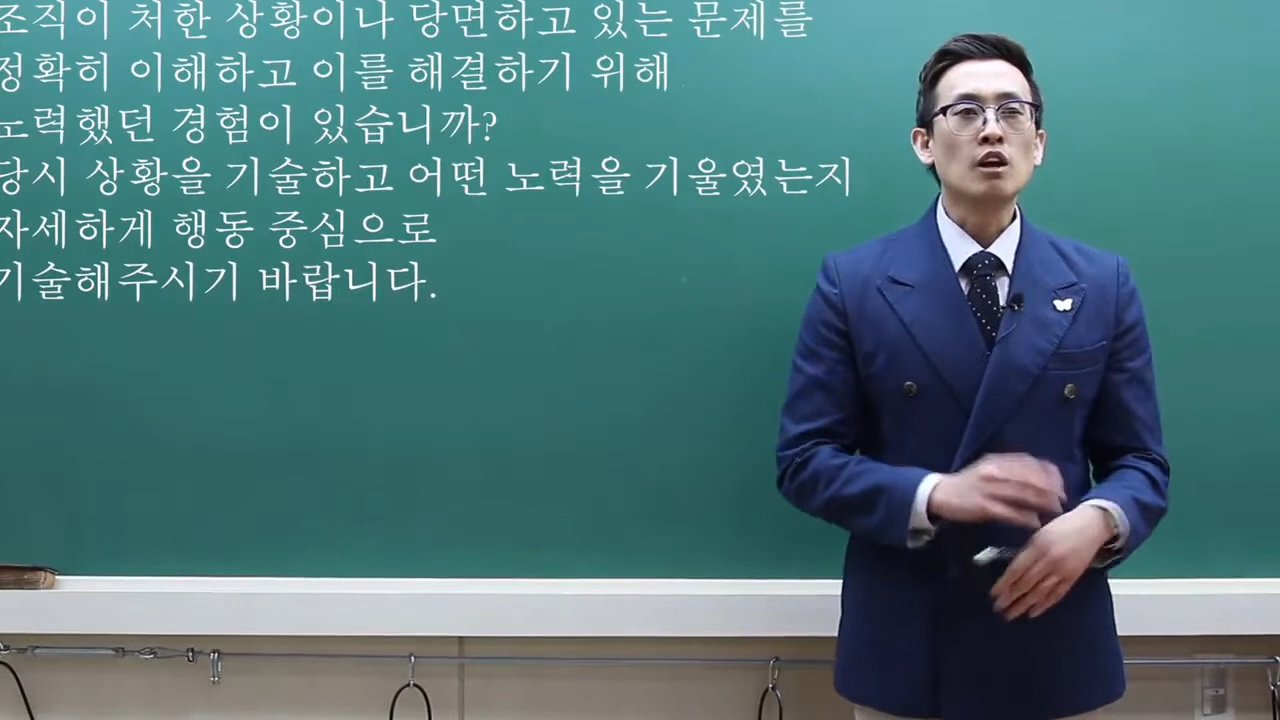 조직이 처한 상황이나 당면하고 있는 문제를
정확히 이해하고 이를 해결하기 위해
노력했던 경험이 있습니까?
당시 상황을 기술하고 어떤 노력을 기울였는지
자세하게 행동 중심으로
기술해주시기 바랍니다.